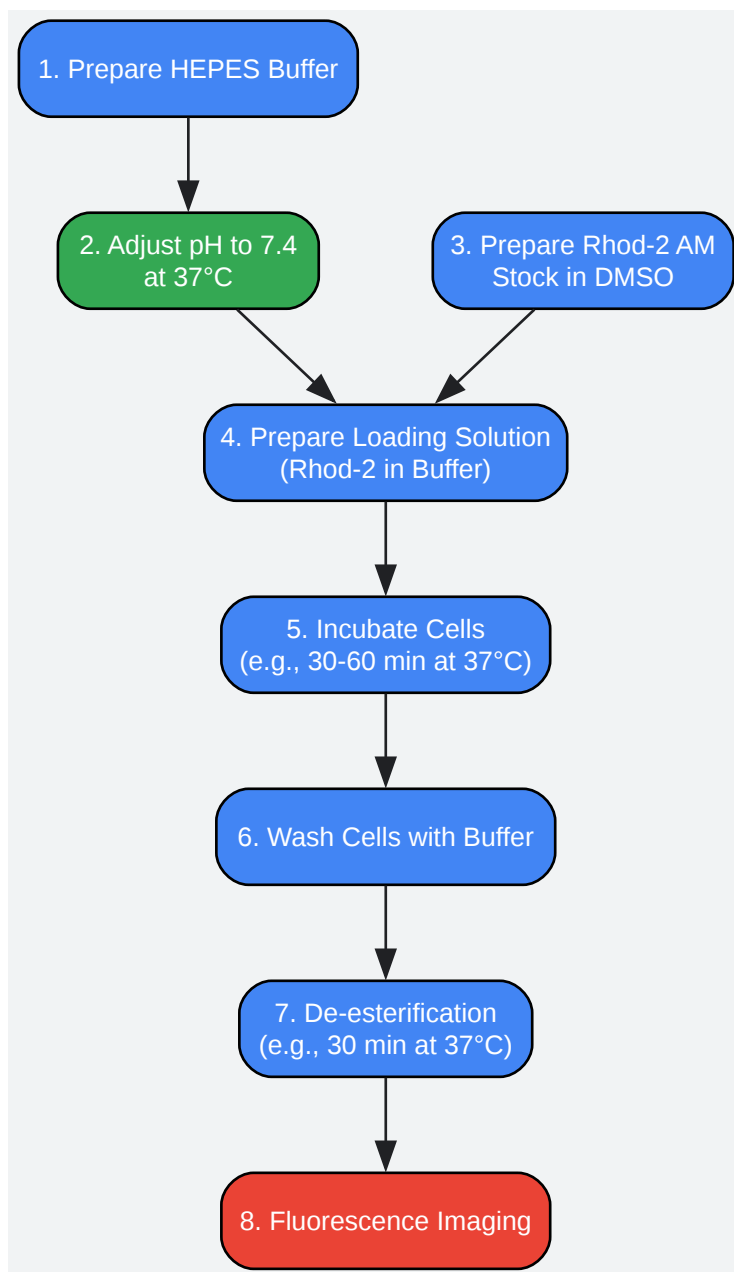 1. Prepare HEPES Buffer
2. Adjust pH to 7.4
at 37°C
3. Prepare Rhod-2 AM
Stock in DMSO
4. Prepare Loading Solution
(Rhod-2 in Buffer)
5. Incubate Cells
(e.g., 30-60 min at 37°C)
6. Wash Cells with Buffer
7. De-esterification
(e.g., 30 min at 37°C)
8. Fluorescence Imaging